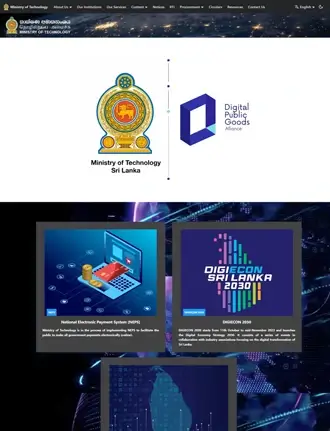 Ministry of Technology About Us Our Institutions Our Services Content Notices RTI Procurement Circulars Resources Contact Us English
MINISTRY OF TECHNOLOGY
Ministry of Technology
Sri Lanka
Digital
Public
Goods
Alliance
DIGIECON
SRI LANKA
2030
National Electronic Payment System (NEPS)
DIGIECON 2030
Ministry of Technology is in the process of implementing NEPS to facilitate the
public to make all government payments electronically (online).
DIGIECON 2030 starts from 11th October to mid-November 2023 and launches
the Digital Economy Strategy 2030. It consists of a series of events in
collaboration with industry expectations focusing on the digital transformation of
Sri Lanka.